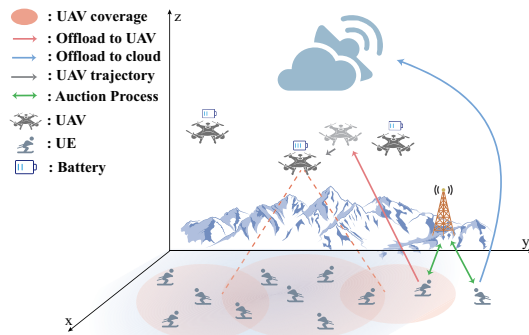 : UAV coverage
: Offload to UAV
: Offload to cloud
: UAV trajectory
: Auction Process
: UAV
: UE
: Battery
z
y
x